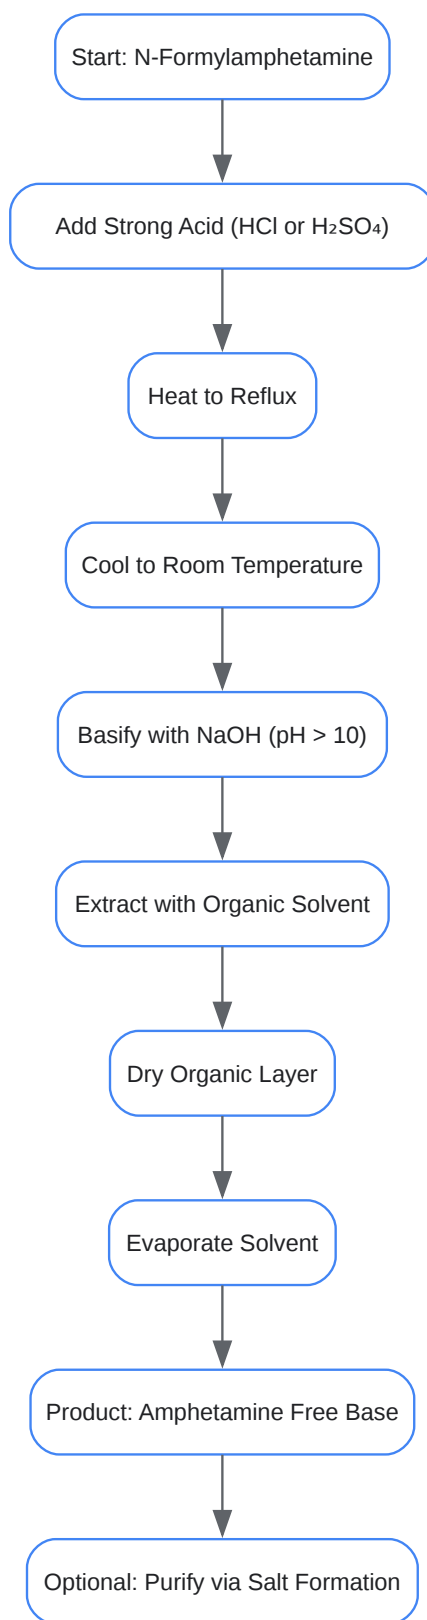 Start: N-Formylamphetamine
Add Strong Acid (HCl or H₂SO₄)
Heat to Reflux
Cool to Room Temperature
Basify with NaOH (pH > 10)
Extract with Organic Solvent
Dry Organic Layer
Evaporate Solvent
Product: Amphetamine Free Base
Optional: Purify via Salt Formation